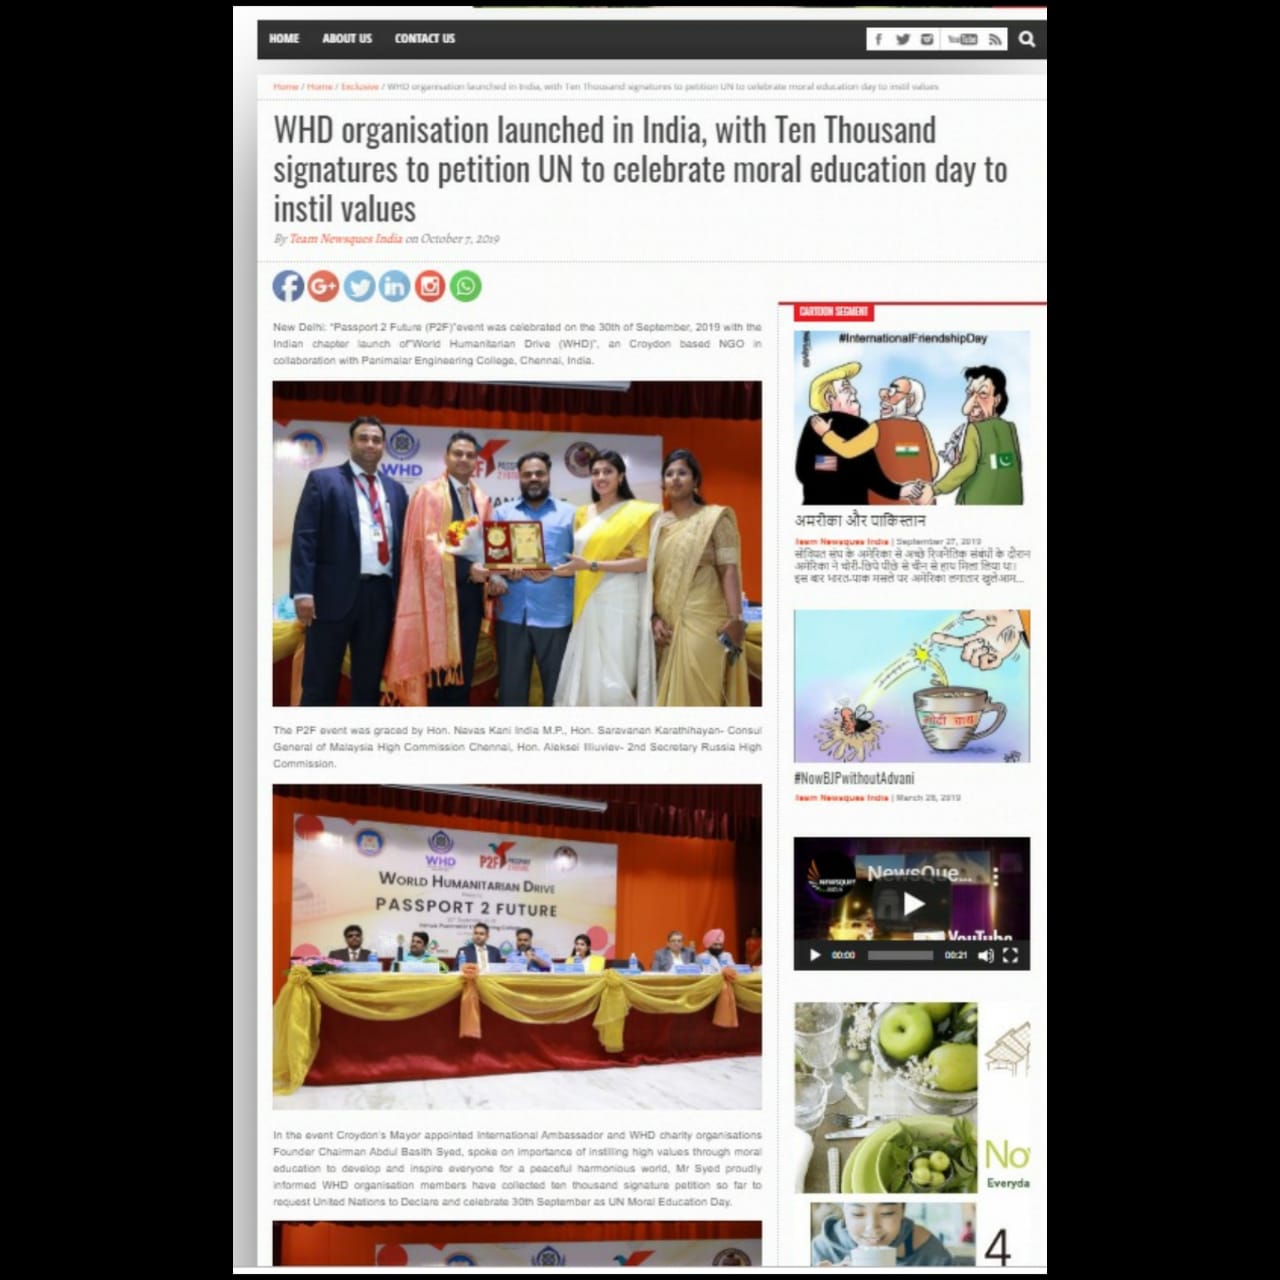 HOME ABOUT US CONTACT US
Home / Home / Exclusive / WHD organisation launched in India, with Ten Thousand signatures to petition UN to celebrate moral education day to instil values
WHD organisation launched in India, with Ten Thousand
signatures to petition UN to celebrate moral education day to
instil values
By Team Newsques India on October 7, 2019
New Delhi: "Passport 2 Future (P2F)"event was celebrated on the 30th of September, 2019 with the
Indian chapter launch of"World Humanitarian Drive (WHD)", an Croydon based NGO in
collaboration with Panimalar Engineering College, Chennai, India.
WHD
PASSPORT
2 FUTURE
The P2F event was graced by Hon. Navas Kani India M.P., Hon. Saravanan Karathihayan- Consul
General of Malaysia High Commission Chennai, Hon. Aleksei Illiuviev- 2nd Secretary Russia High
Commission.
WHD P2F PASSPORT
2 FUTURE
WORLD HUMANITARIAN DRIVE
PASSPORT 2 FUTURE
In the event Croydon's Mayor appointed International Ambassador and WHD charity organisations
Founder Chairman Abdul Basith Syed, spoke on importance of instilling high values through moral
education to develop and inspire everyone for a peaceful harmonious world, Mr Syed proudly
informed WHD organisation members have collected ten thousand signature petition so far to
request United Nations to Declare and celebrate 30th September as UN Moral Education Day.
CARTOON SEGMENT
#InternationalFriendshipDay
अमरीका और पाकिस्तान
Team Newsques India | September 27, 2019
सोवियत संघ के अमेरिका से अच्छे रिजनैतिक संबंधों के दौरान
अमेरिका ने चोरी-छिपे पीछे से चीन से हाथ मिला लिया था।
इस बार भारत-पाक मसले पर अमेरिका लगातार खुलेआम...
मोदी चाय
#NowBJPwithoutAdvani
Team Newsques India | March 28, 2019
NewsQue...
YouTube
00:00 00:21
No
Everyda
4